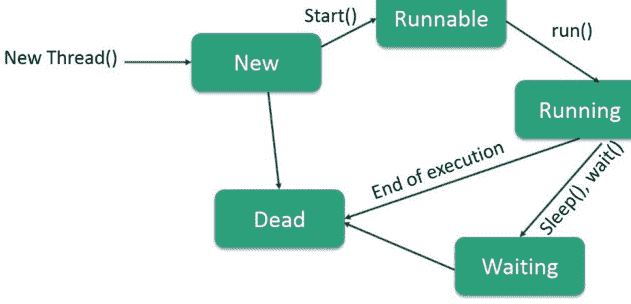 Start()
Runnable
run()
New Thread()
New
Running
End of execution
Sleep(), wait()
Dead
Waiting